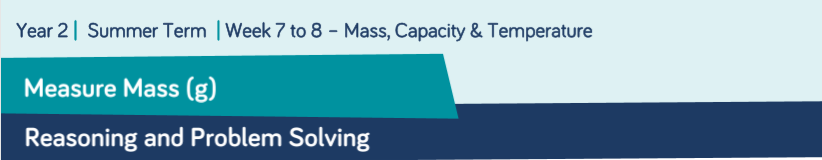 Year 2 | Summer Term | Week 7 to 8 – Mass, Capacity & Temperature
Measure Mass (g)
Reasoning and Problem Solving